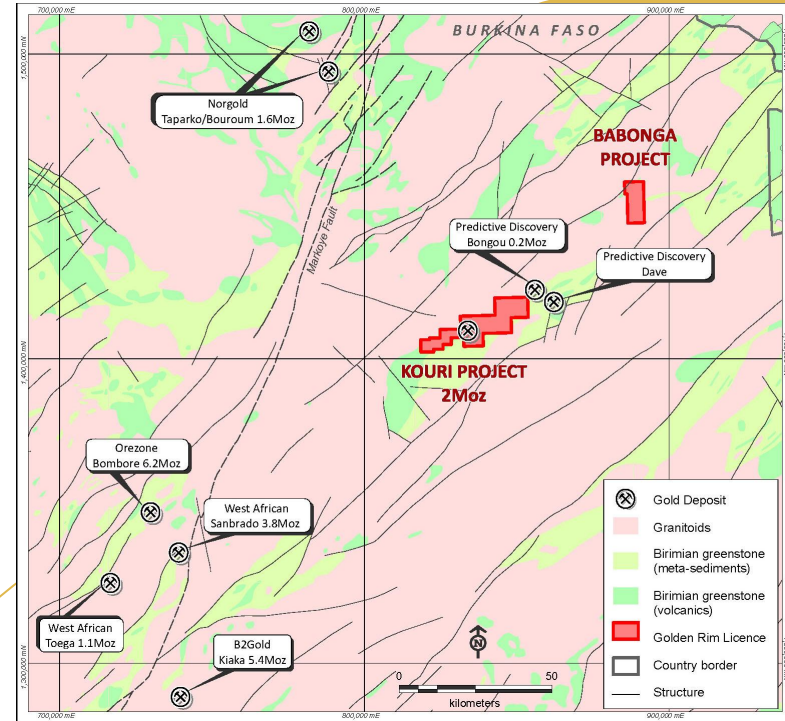 700,000 mE
800,000 mE
900,000 mE
BURKINA FASO
1,500,000 mN
Norgold
Taparko/Bouroum 1.6Moz
BABONGA
PROJECT
Markoye Fault
Predictive Discovery
Bongou 0.2Moz
Predictive Discovery
Dave
1,400,000 mN
KOURI PROJECT
2Moz
Orezone
Bombore 6.2Moz
West African
Sanbrado 3.8Moz
West African
Toega 1.1Moz
B2Gold
Kiaka 5.4Moz
1,300,000 mN
Gold Deposit
Granitoids
Birimian greenstone
(meta-sediments)
Birimian greenstone
(volcanics)
Golden Rim Licence
Country border
Structure
N
0
50
kilometers
700,000 mE
800,000 mE
900,000 mE